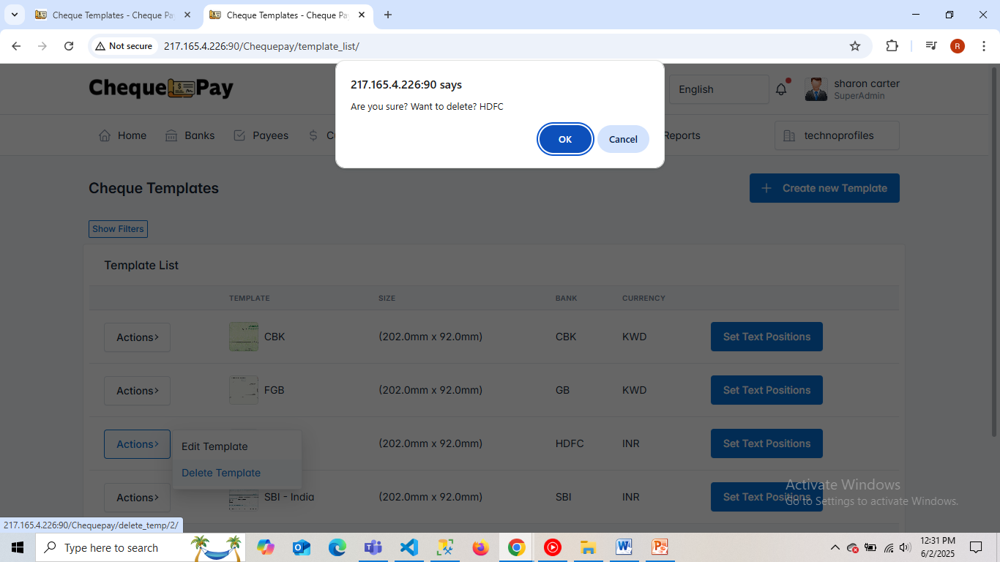 Cheque Templates - Cheque Pa
Cheque Templates - Cheque Pa
Not secure
217.165.4.226:90/Chequepay/template_list/
R
217.165.4.226:90 says
Are you sure? Want to delete? HDFC
OK
Cancel
Cheque Pay
English
sharon carter
SuperAdmin
Home
Banks
Payees
Reports
technoprofiles
Cheque Templates
Create new Template
Show Filters
Template List
TEMPLATE SIZE BANK CURRENCY
Actions› CBK (202.0mm x 92.0mm) CBK KWD Set Text Positions
Actions› FGB (202.0mm x 92.0mm) GB KWD Set Text Positions
Actions› (202.0mm x 92.0mm) HDFC INR Set Text Positions
Edit Template
Delete Template
Actions› SBI - India (202.0mm x 92.0mm) SBI INR Set Text Positions
Activate Windows
Go to Settings to activate Windows.
217.165.4.226:90/Chequepay/delete_temp/2/
Type here to search
12:31 PM
6/2/2025